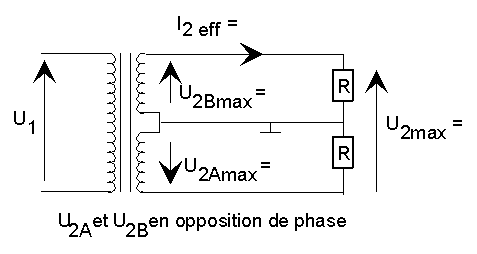 I2 eff =
U1
U2Bmax =
R
U2max =
R
U2Amax =
U2A et U2B en opposition de phase